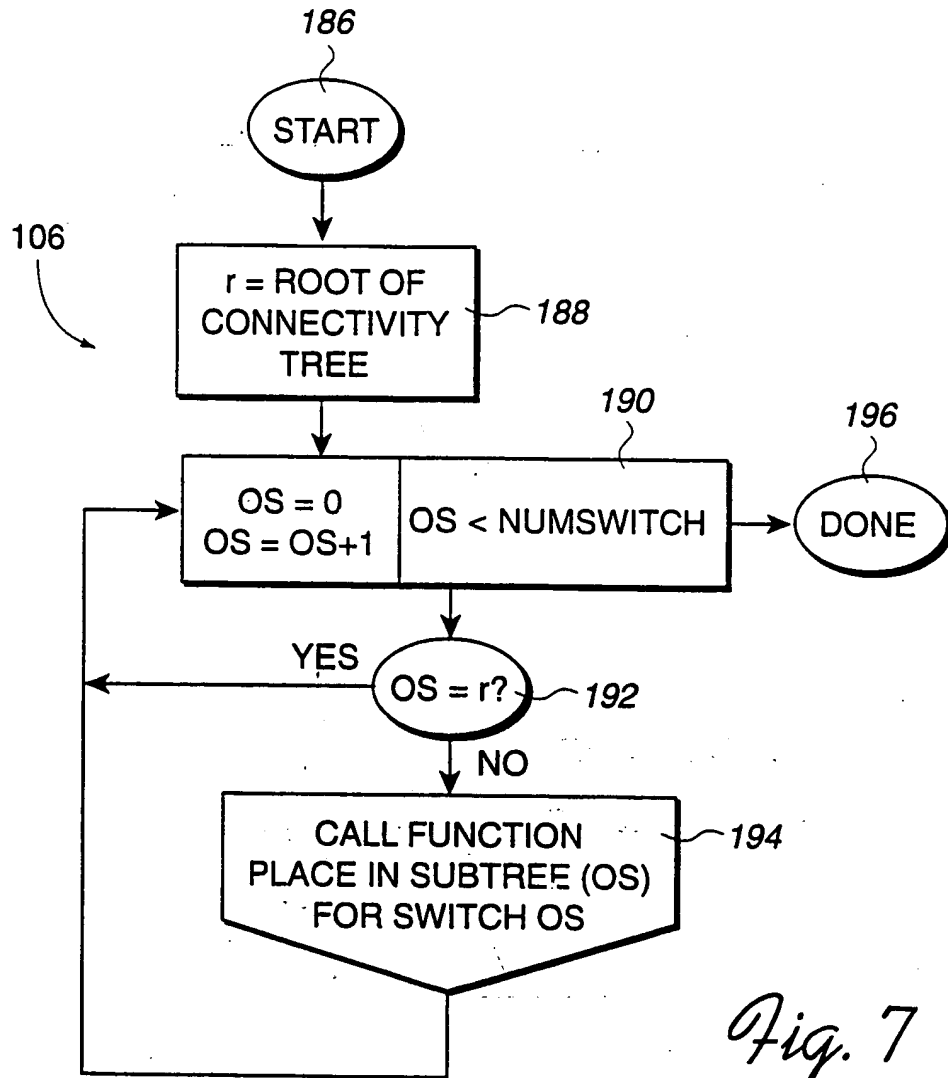 186
START
106
r = ROOT OF
CONNECTIVITY
TREE
188
190
196
OS = 0
OS = OS+1
OS < NUMSWITCH
DONE
YES
OS = r?
192
NO
CALL FUNCTION
PLACE IN SUBTREE (OS)
FOR SWITCH OS
194
Fig. 7